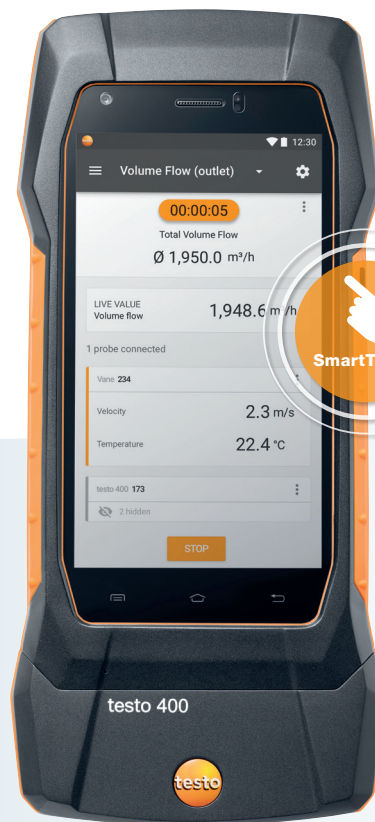 12:30
Volume Flow (outlet)
00:00:05
Total Volume Flow
Ø 1,950.0 m³/h
LIVE VALUE
Volume flow
1,948.6 m³/h
1 probe connected
Vane 234
Velocity 2.3 m/s
Temperature 22.4 °C
testo 400 173
2 hidden
STOP
testo 400
testo